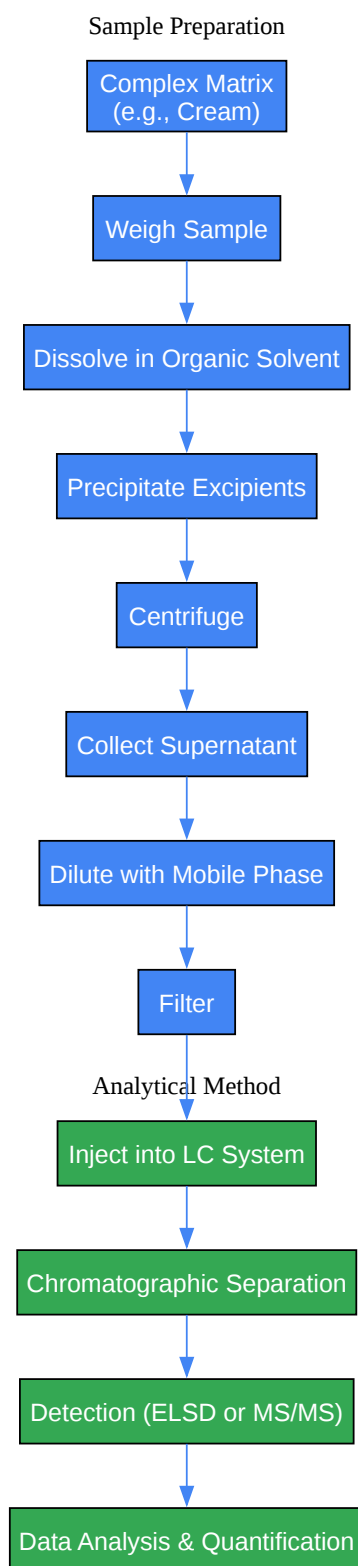 Sample Preparation
Complex Matrix
(e.g., Cream)
Weigh Sample
Dissolve in Organic Solvent
Precipitate Excipients
Centrifuge
Collect Supernatant
Dilute with Mobile Phase
Filter
Analytical Method
Inject into LC System
Chromatographic Separation
Detection (ELSD or MS/MS)
Data Analysis & Quantification